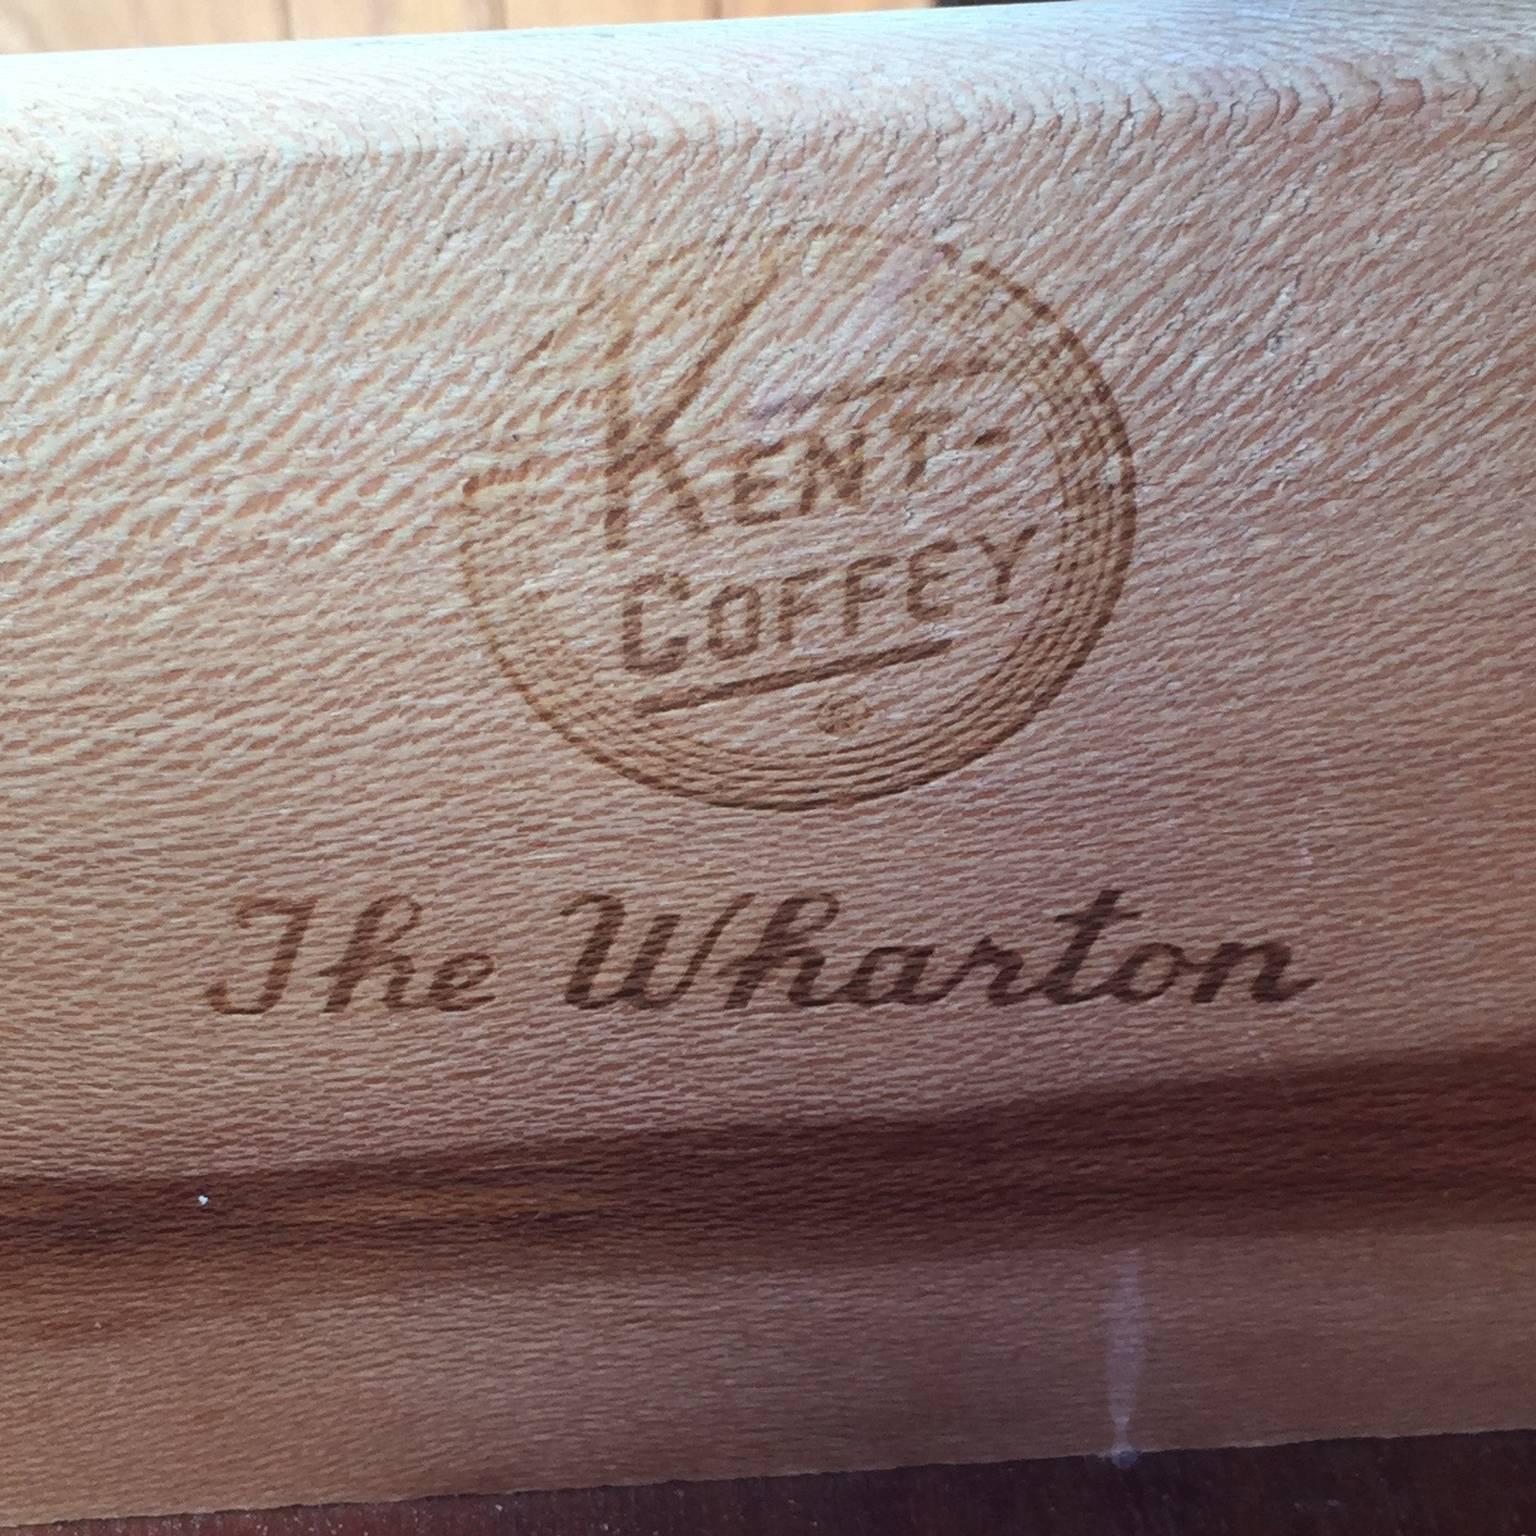 KENT-
COFFEY
The Wharton